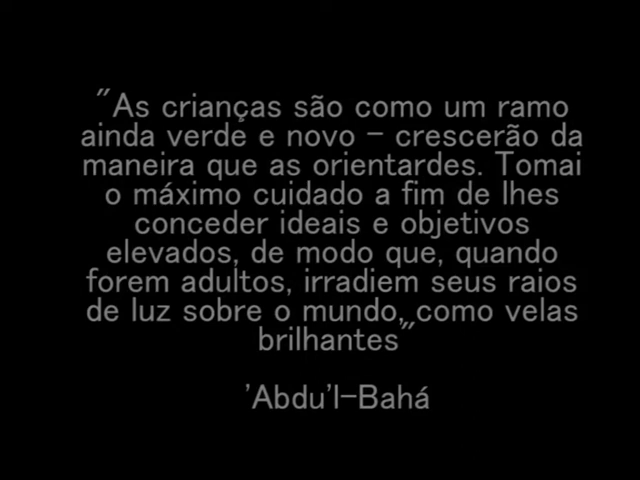 "As crianças são como um ramo
ainda verde e novo – crescerão da
maneira que as orientardes. Tomai
o máximo cuidado a fim de lhes
conceder ideais e objetivos
elevados, de modo que, quando
forem adultos, irradiem seus raios
de luz sobre o mundo, como velas
brilhantes"
'Abdu'l-Bahá